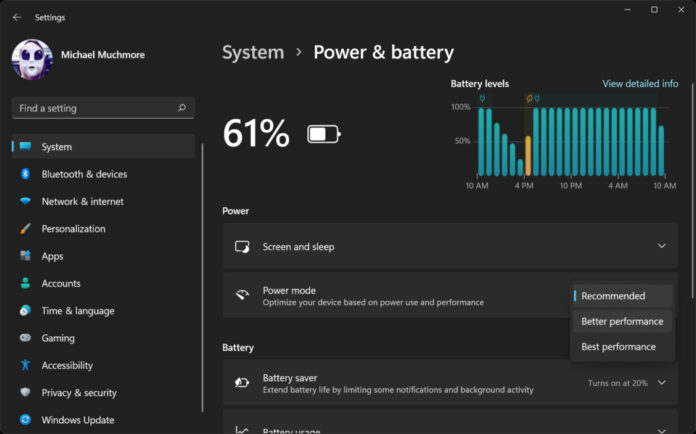 Settings
Michael Muchmore
Find a setting
System
Bluetooth & devices
Network & internet
Personalization
Apps
Accounts
Time & language
Gaming
Accessibility
Privacy & security
Windows Update
System > Power & battery
61%
Battery levels
View detailed info
100%
50%
10 AM 4 PM 10 PM 4 AM 10 AM
Power
Screen and sleep
Power mode
Optimize your device based on power use and performance
Recommended
Better performance
Best performance
Battery
Battery saver
Extend battery life by limiting some notifications and background activity
Turns on at 20%
Battery usage